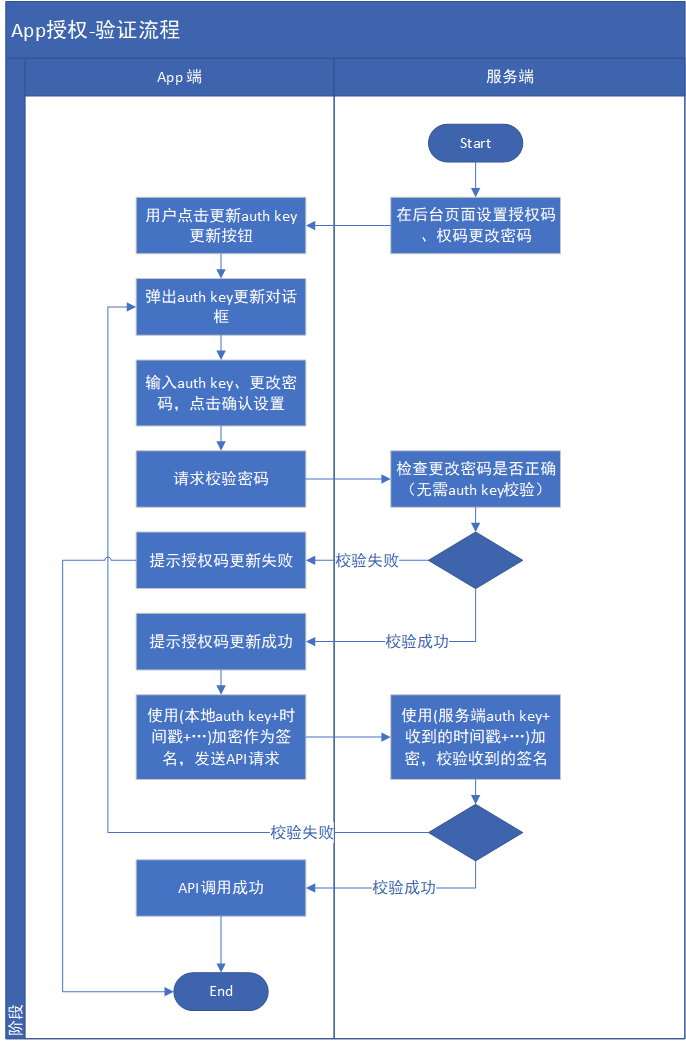 App授权-验证流程
App 端
服务端
Start
用户点击更新auth key
更新按钮
在后台页面设置授权码
、权码更改密码
弹出auth key更新对话
框
输入auth key、更改密
码，点击确认设置
请求校验密码
检查更改密码是否正确
（无需auth key校验）
提示授权码更新失败
校验失败
提示授权码更新成功
校验成功
使用(本地auth key+时
间戳+…)加密作为签
名，发送API请求
使用(服务端auth key+
收到的时间戳+…)加
密，校验收到的签名
校验失败
API调用成功
校验成功
End
阶段